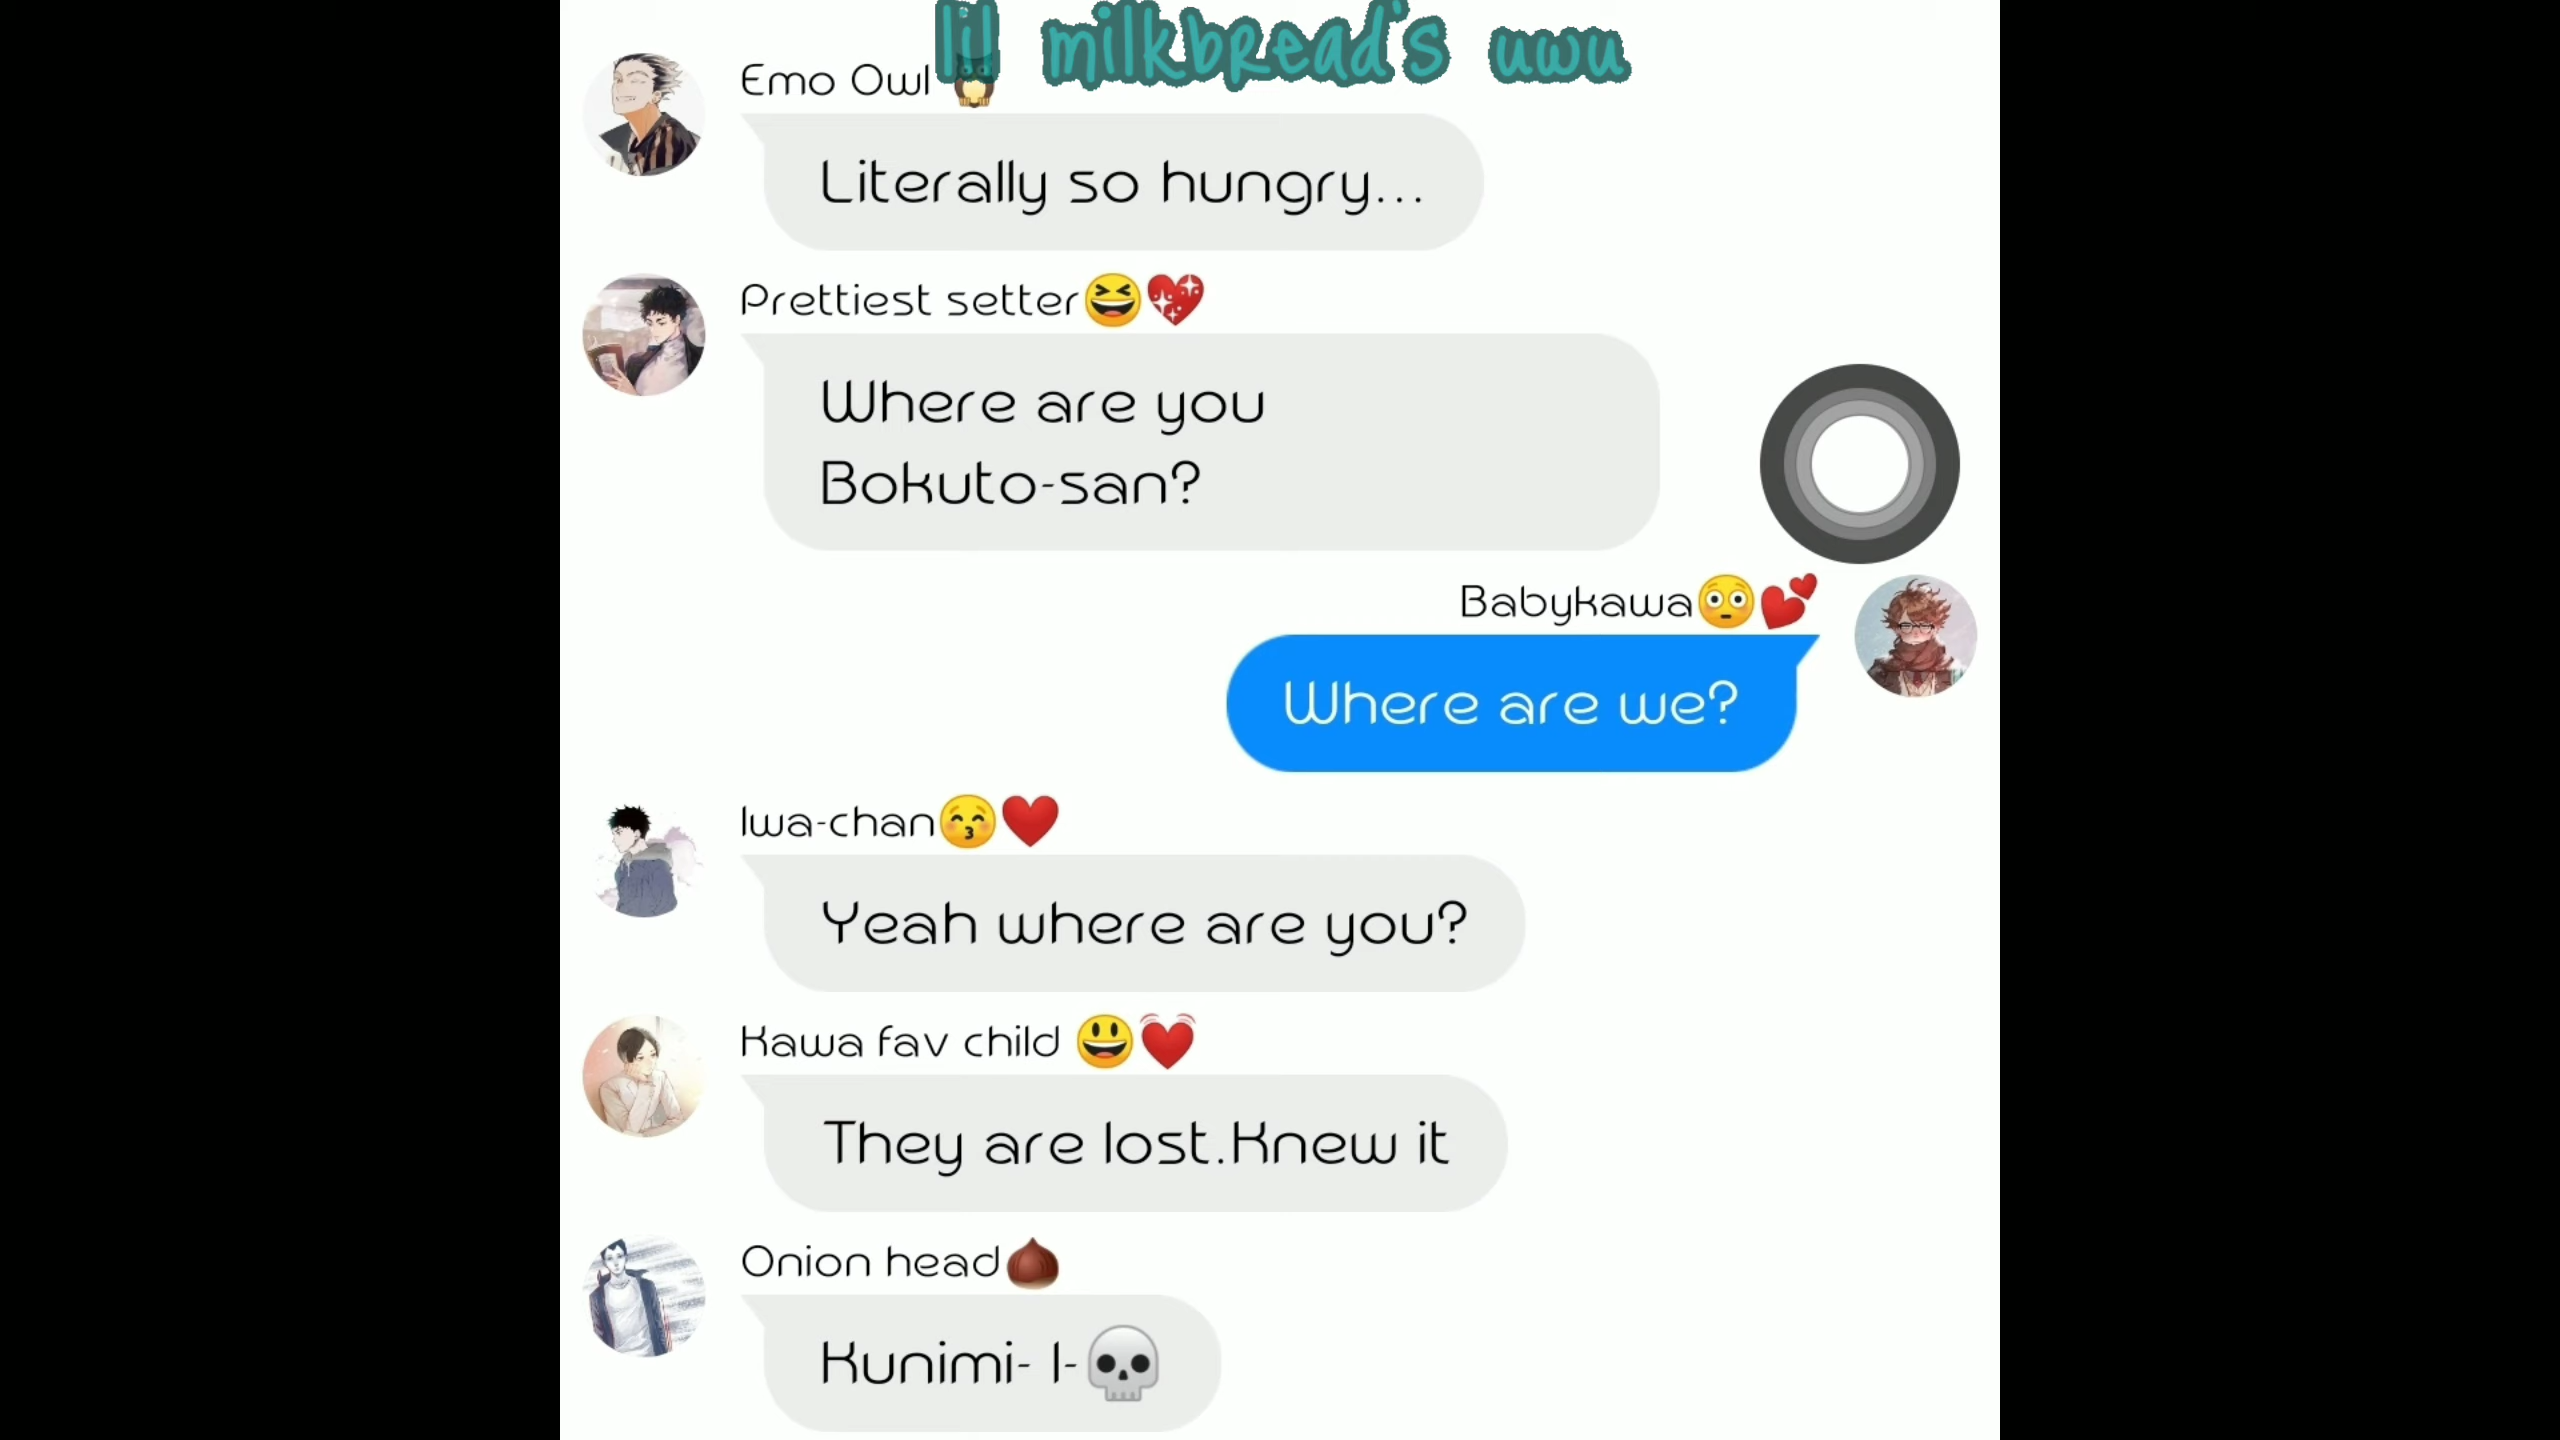 lil milkbread's uwu
Emo Owl🦉
Literally so hungry...
Prettiest setter😆💖
Where are you
Bokuto-san?
Babykawa😳💕
Where are we?
Iwa-chan😚❤️
Yeah where are you?
Kawa fav child 😃💓
They are lost.Knew it
Onion head🌰
Kunimi- I-💀